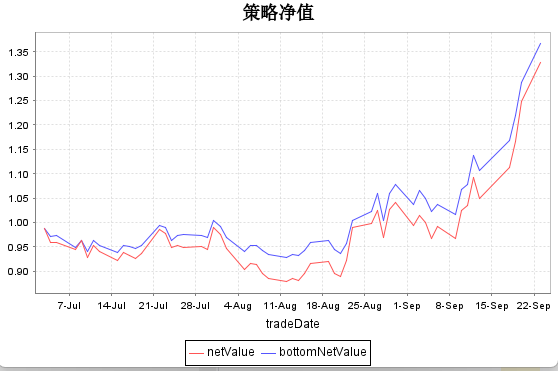 策略净值
1.35
1.30
1.25
1.20
1.15
1.10
1.05
1.00
0.95
0.90
7-Jul 14-Jul 21-Jul 28-Jul 4-Aug 11-Aug 18-Aug 25-Aug 1-Sep 8-Sep 15-Sep 22-Sep
tradeDate
netValue bottomNetValue